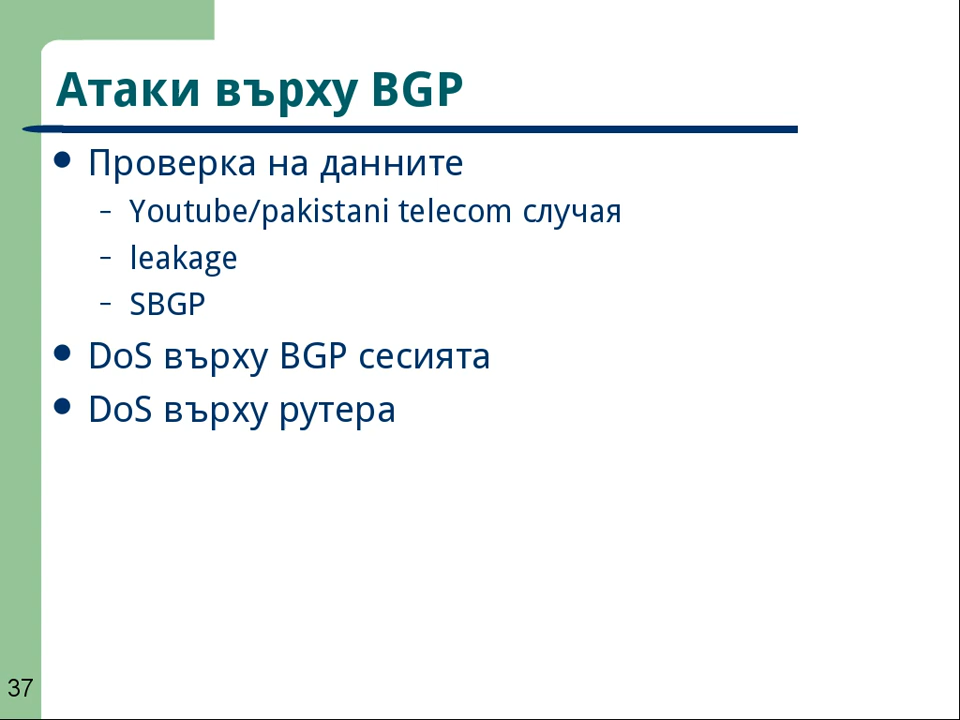 Атаки върху BGP
● Проверка на данните
– Youtube/pakistani telecom случая
– leakage
– SBGP
● DoS върху BGP сесията
● DoS върху рутера
37